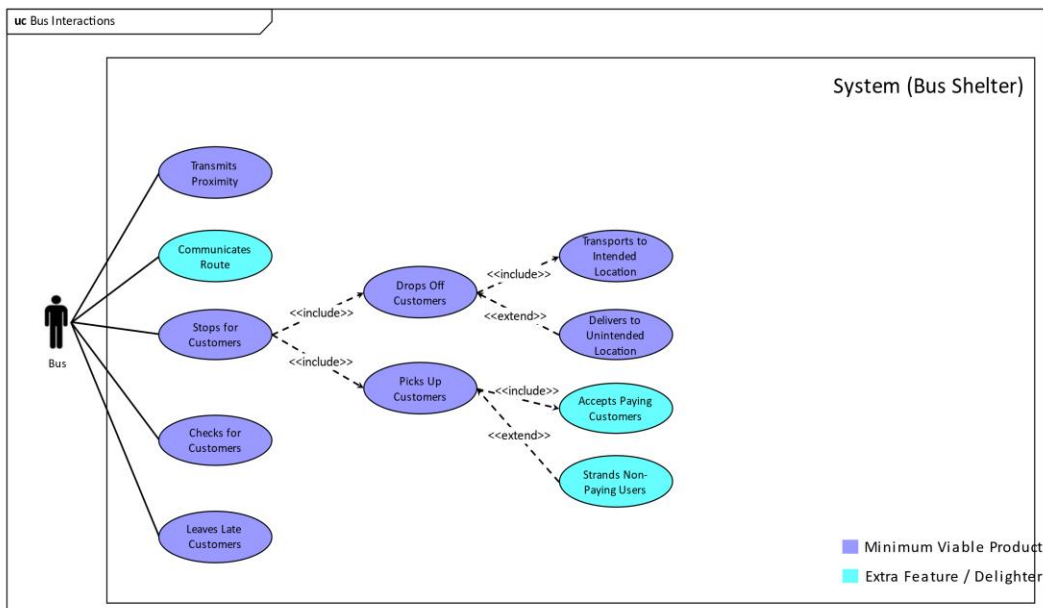 uc Bus Interactions
System (Bus Shelter)
Transmits
Proximity
Communicates
Route
Stops for
Customers
Checks for
Customers
Leaves Late
Customers
Bus
<<include>>
<<include>>
Drops Off
Customers
Picks Up
Customers
<<include>>
<<extend>>
<<include>>
<<extend>>
Transports to
Intended
Location
Delivers to
Unintended
Location
Accepts Paying
Customers
Strands Non-
Paying Users
Minimum Viable Product
Extra Feature / Delighter